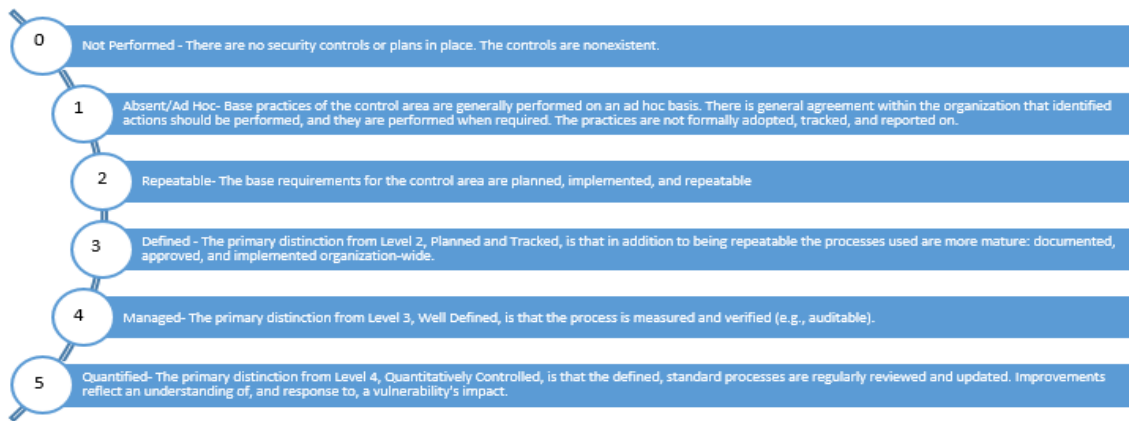 0
Not Performed - There are no security controls or plans in place. The controls are nonexistent.
1
Absent/Ad Hoc- Base practices of the control area are generally performed on an ad hoc basis. There is general agreement within the organization that identified
actions should be performed, and they are performed when required. The practices are not formally adopted, tracked, and reported on.
2
Repeatable- The base requirements for the control area are planned, implemented, and repeatable
3
Defined - The primary distinction from Level 2, Planned and Tracked, is that in addition to being repeatable the processes used are more mature: documented,
approved, and implemented organization-wide.
4
Managed- The primary distinction from Level 3, Well Defined, is that the process is measured and verified (e.g., auditable).
5
Quantified- The primary distinction from Level 4, Quantitatively Controlled, is that the defined, standard processes are regularly reviewed and updated. Improvements
reflect an understanding of, and response to, a vulnerability's impact.